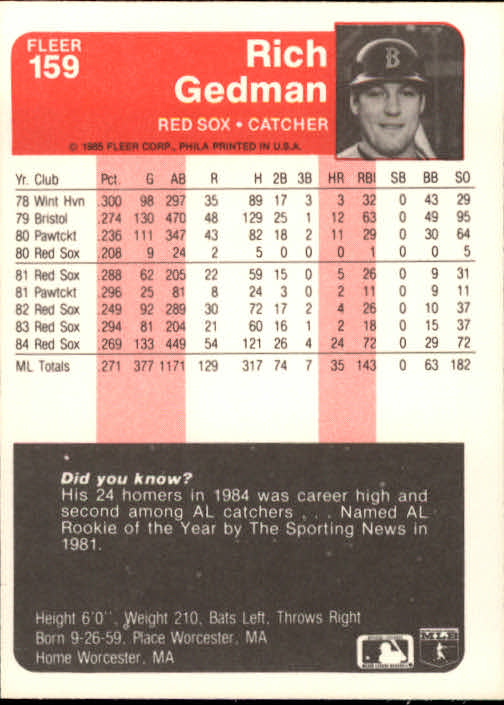 FLEER
159
Rich
Gedman
RED SOX • CATCHER
B
© 1985 FLEER CORP., PHILA PRINTED IN U.S.A.
Yr. Club Pct. G AB R H 2B 3B HR RBI SB BB SO
78 Wint Hvn .300 98 297 35 89 17 3 3 32 0 43 29
79 Bristol .274 130 470 48 129 25 1 12 63 0 49 95
80 Pawtckt .236 111 347 43 82 18 2 11 29 0 30 64
80 Red Sox .208 9 24 2 5 0 0 0 1 0 0 5
81 Red Sox .288 62 205 22 59 15 0 5 26 0 9 31
81 Pawtckt .296 25 81 8 24 3 0 2 11 0 9 11
82 Red Sox .249 92 289 30 72 17 2 4 26 0 10 37
83 Red Sox .294 81 204 21 60 16 1 2 18 0 15 37
84 Red Sox .269 133 449 54 121 26 4 24 72 0 29 72
ML Totals .271 377 1171 129 317 74 7 35 143 0 63 182
Did you know?
His 24 homers in 1984 was career high and
second among AL catchers . . . Named AL
Rookie of the Year by The Sporting News in
1981.
Height 6'0'', Weight 210, Bats Left, Throws Right
Born 9-26-59, Place Worcester, MA
Home Worcester, MA